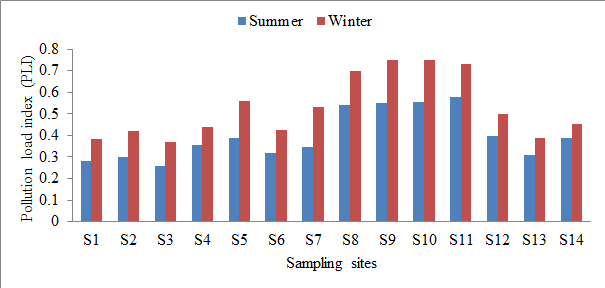 Summer Winter
0.8
0.7
0.6
0.5
0.4
0.3
0.2
0.1
0
Pollution load index (PLI)
S1 S2 S3 S4 S5 S6 S7 S8 S9 S10 S11 S12 S13 S14
Sampling sites